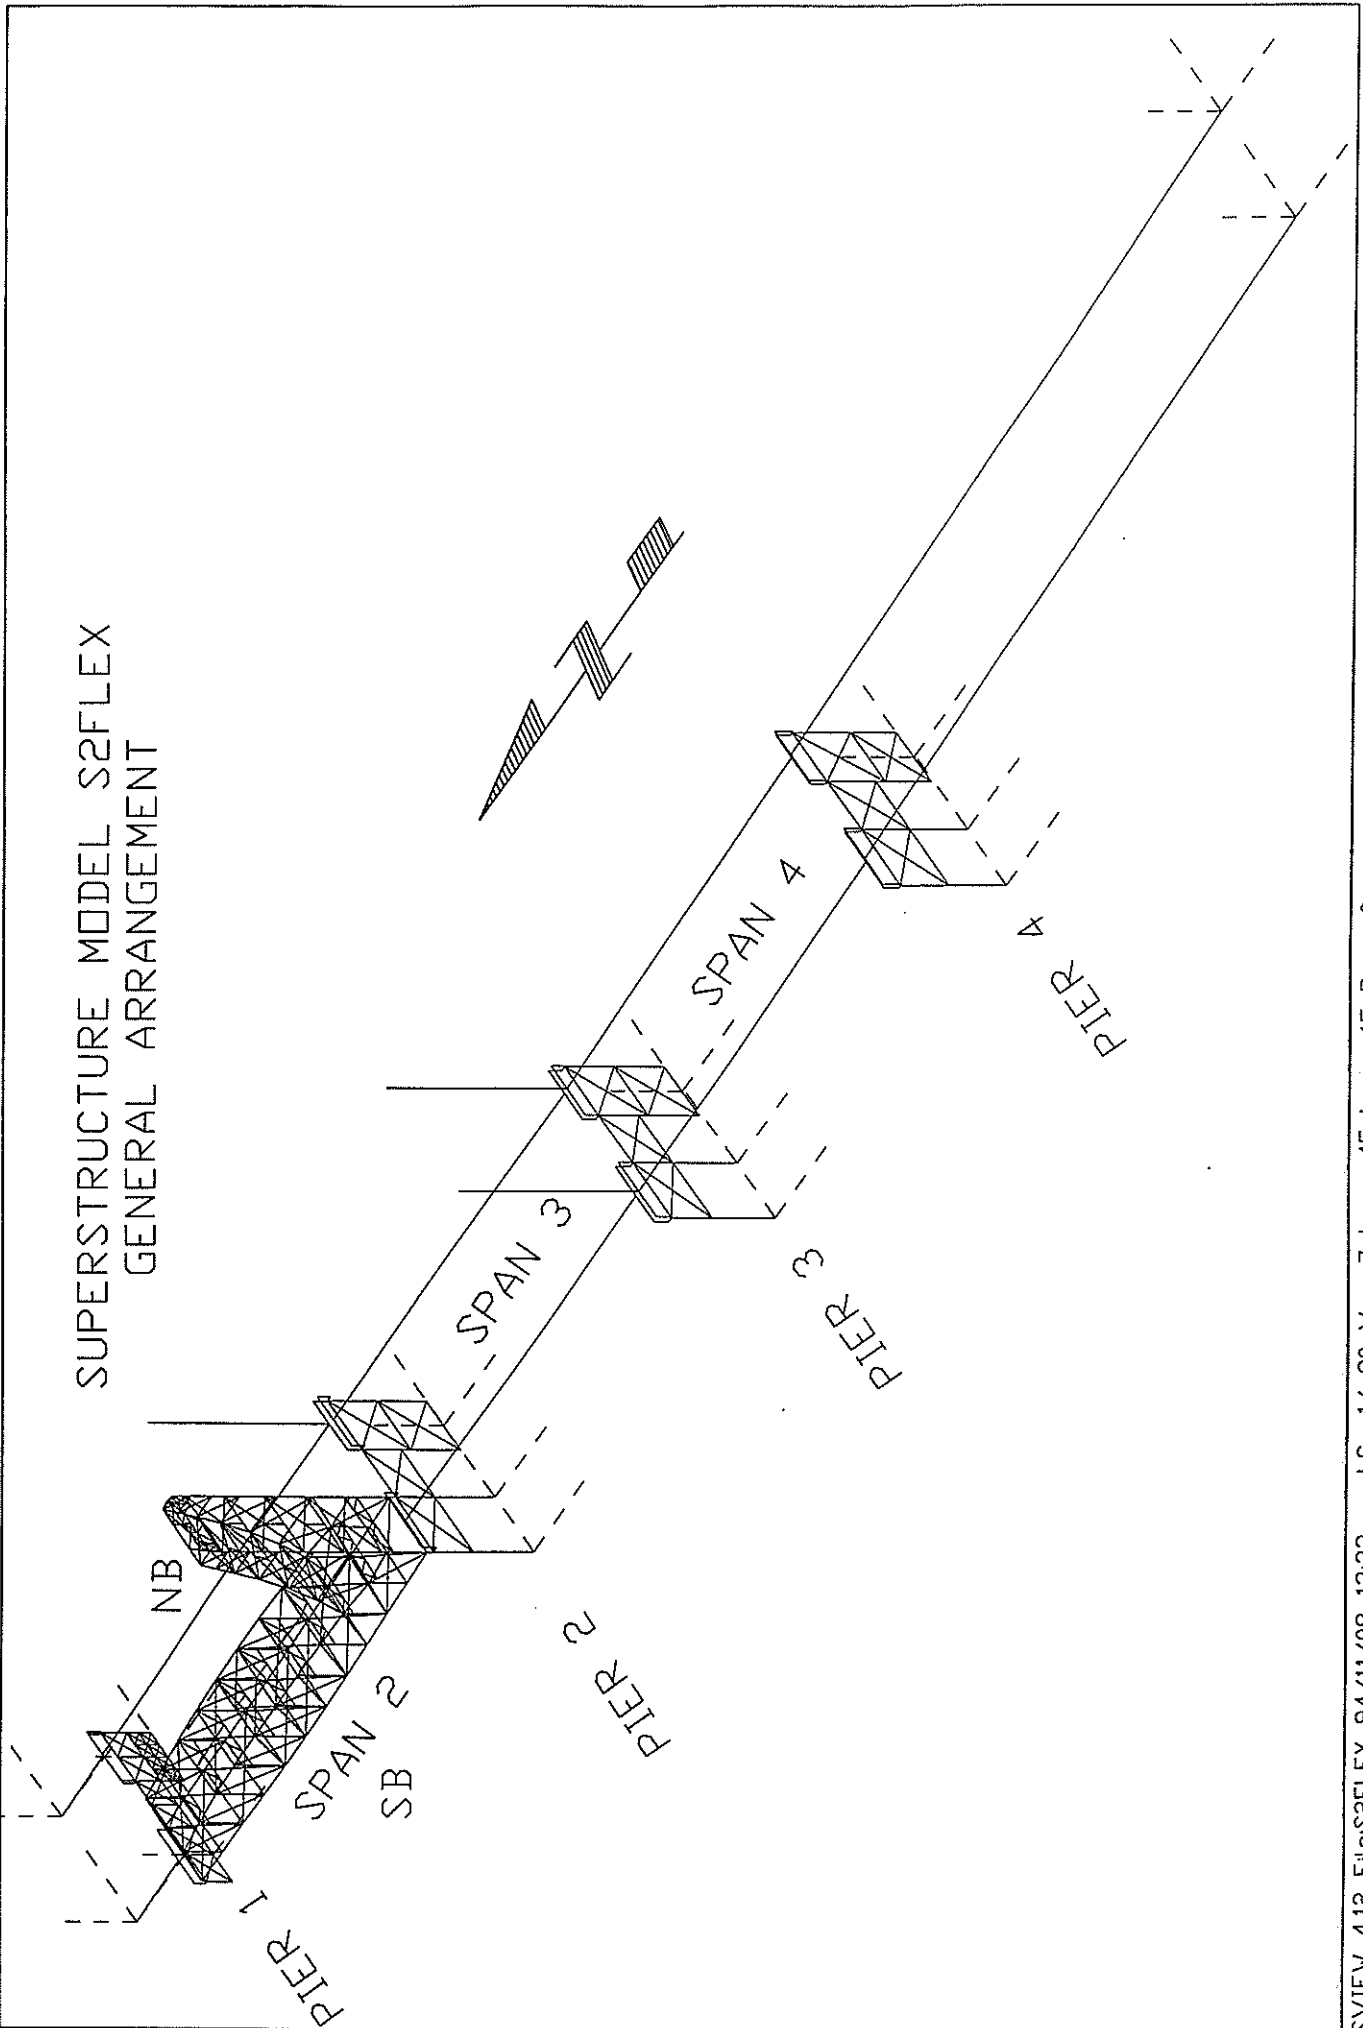 SUPERSTRUCTURE MODEL S2FLEX
GENERAL ARRANGEMENT
NB
SPAN 2
SB
SPAN 3
SPAN 4
PIER 1
PIER 2
PIER 3
PIER 4